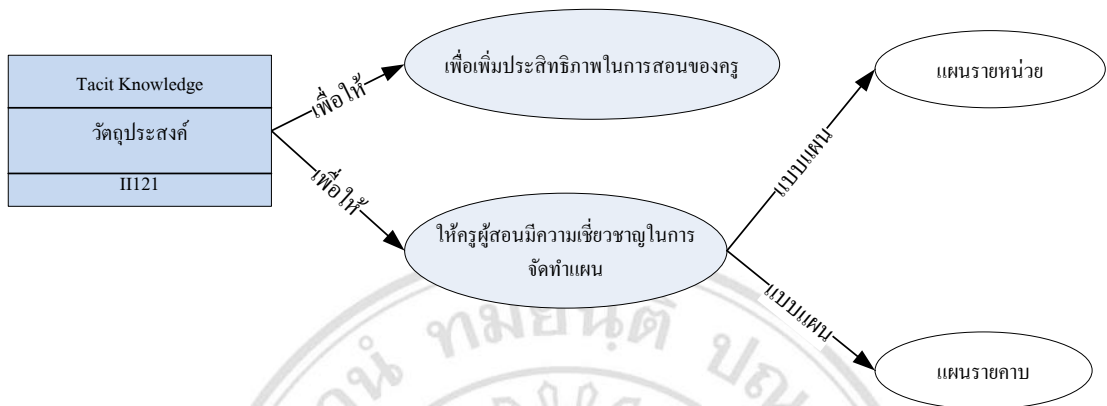 Tacit Knowledge
วัตถุประสงค์
II121
เพื่อให้
เพื่อเพิ่มประสิทธิภาพในการสอนของครู
เพื่อให้
ให้ครูผู้สอนมีความเชี่ยวชาญในการ
จัดทำแผน
แบบแผน
แผนรายหน่วย
แบบแผน
แผนรายคาบ